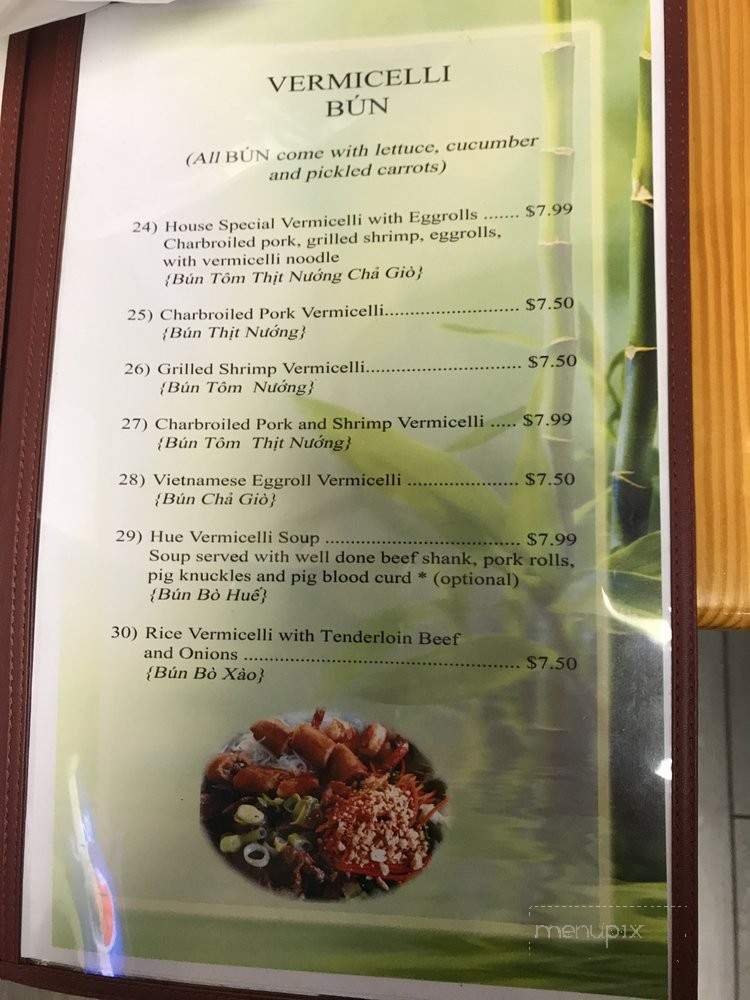 VERMICELLI
BÚN
(All BÚN come with lettuce, cucumber
and pickled carrots)
24) House Special Vermicelli with Eggrolls ....... $7.99
Charbroiled pork, grilled shrimp, eggrolls,
with vermicelli noodle
{Bún Tôm Thịt Nướng Chả Giò}
25) Charbroiled Pork Vermicelli........................... $7.50
{Bún Thịt Nướng}
26) Grilled Shrimp Vermicelli............................... $7.50
{Bún Tôm Nướng}
27) Charbroiled Pork and Shrimp Vermicelli ..... $7.99
{Bún Tôm Thịt Nướng}
28) Vietnamese Eggroll Vermicelli ...................... $7.50
{Bún Chả Giò}
29) Hue Vermicelli Soup ...................................... $7.99
Soup served with well done beef shank, pork rolls,
pig knuckles and pig blood curd * (optional)
{Bún Bò Huế}
30) Rice Vermicelli with Tenderloin Beef
and Onions ...................................................... $7.50
{Bún Bò Xào}
menupix